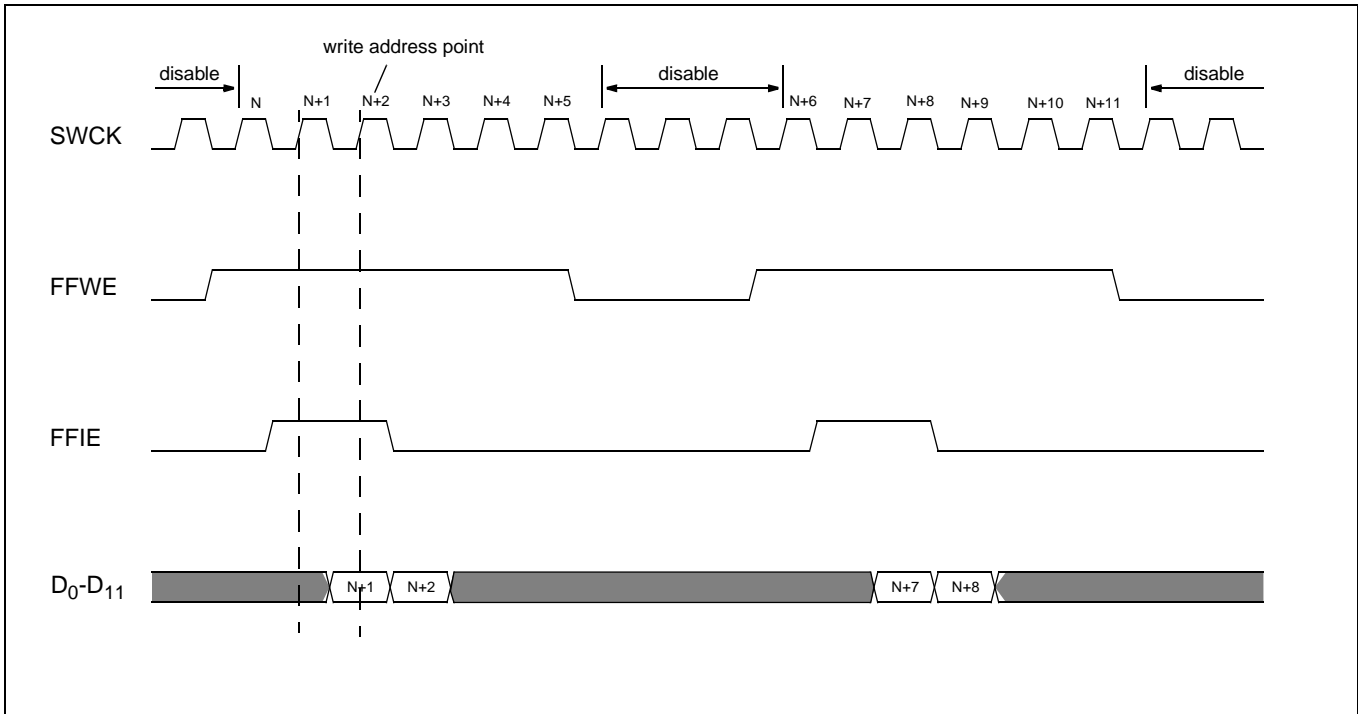 write address point
disable disable disable
N N+1 N+2 N+3 N+4 N+5 N+6 N+7 N+8 N+9 N+10 N+11
SWCK
FFWE
FFIE
D0-D11 N+1 N+2 N+7 N+8